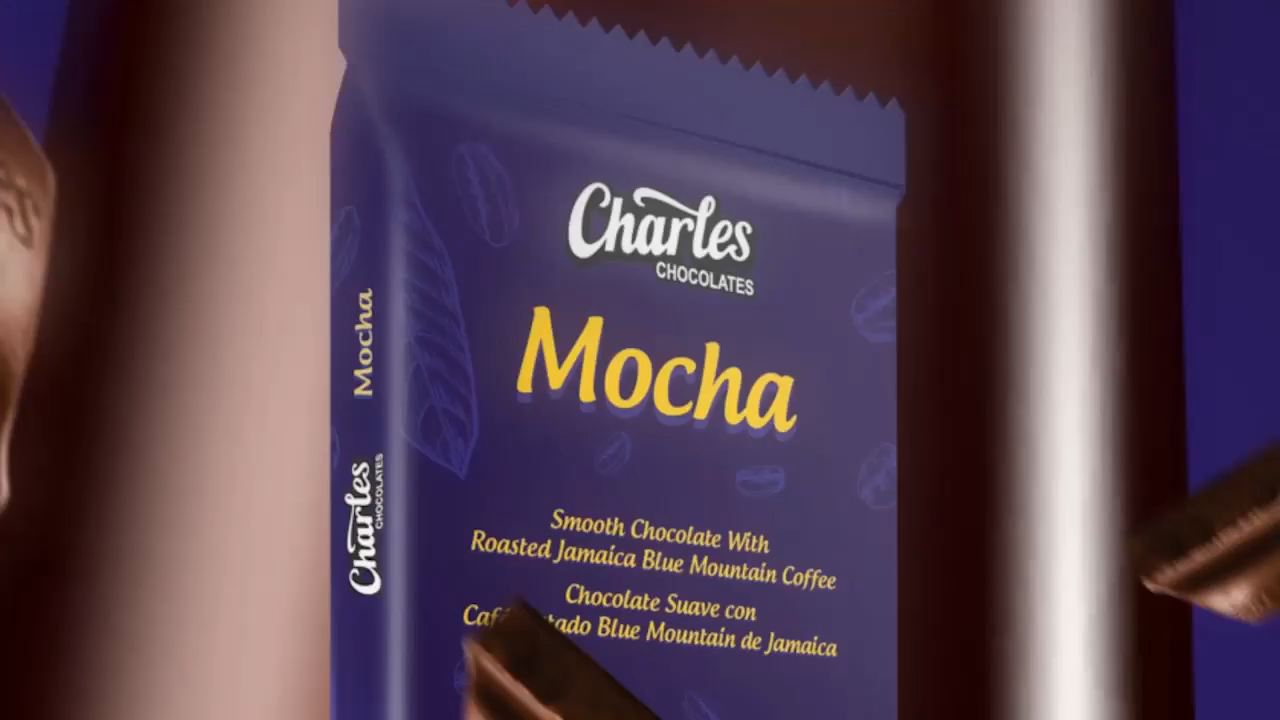 Charles
CHOCOLATES
Mocha
Smooth Chocolate With
Roasted Jamaica Blue Mountain Coffee
Chocolate Suave con
Blue Mountain de Jamaica
Mocha
Charles
CHOCOLATES